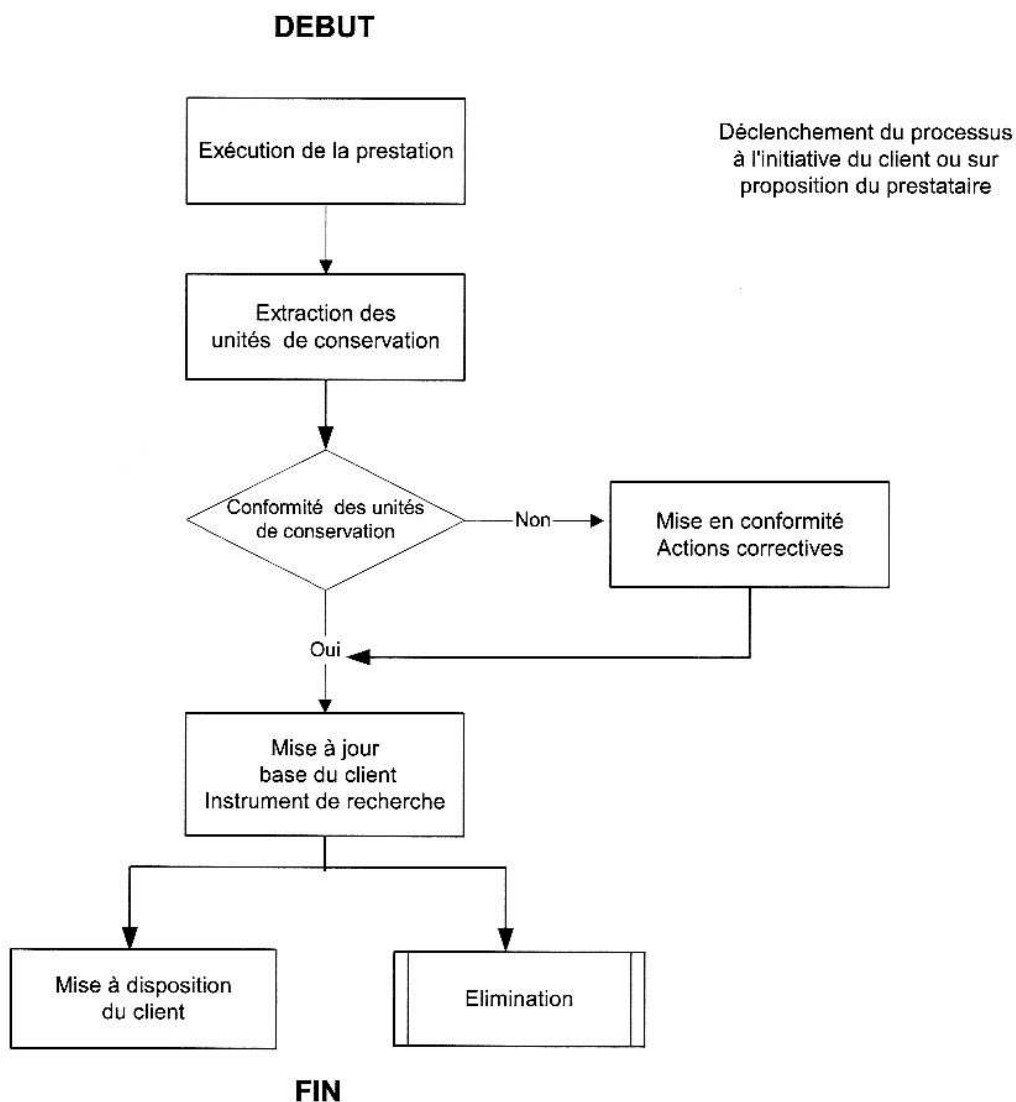 DEBUT
Exécution de la prestation
Déclenchement du processus
à l'initiative du client ou sur
proposition du prestataire
Extraction des
unités de conservation
Conformité des unités
de conservation
Non
Mise en conformité
Actions correctives
Oui
Mise à jour
base du client
Instrument de recherche
Mise à disposition
du client
Elimination
FIN